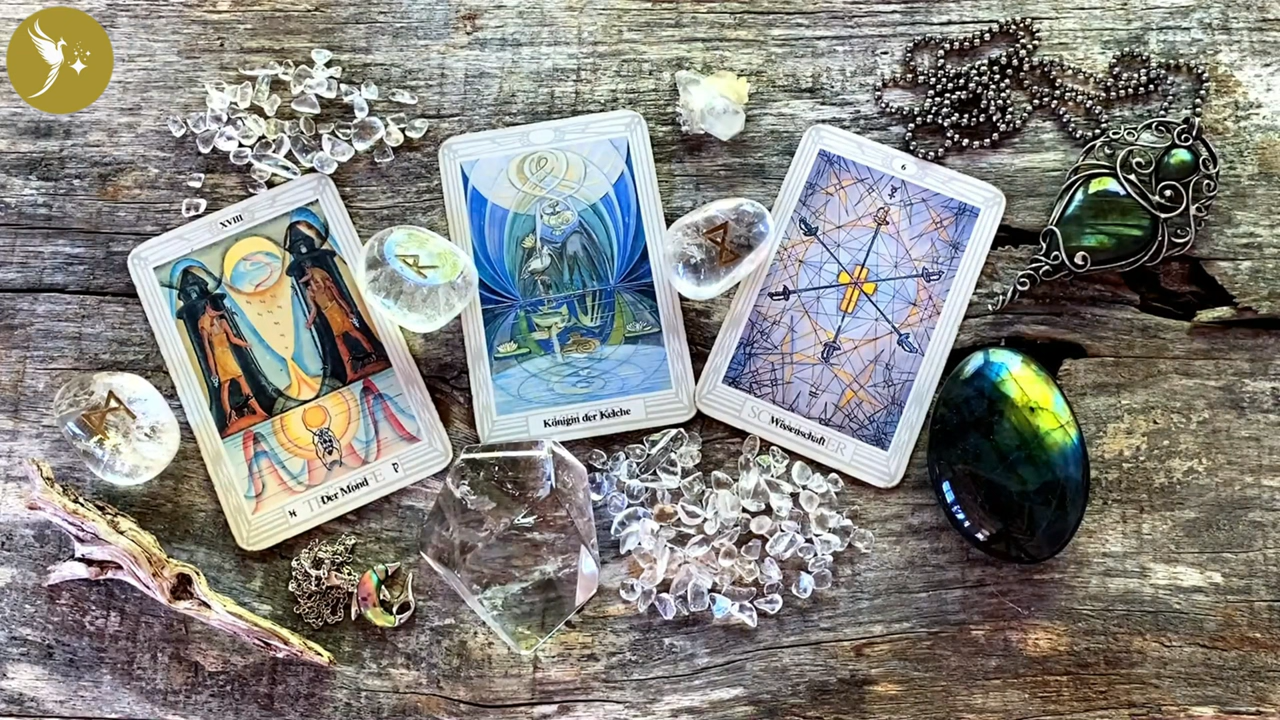 XVIII
Der Mond
Königin der Kelche
6
Wissenschaft